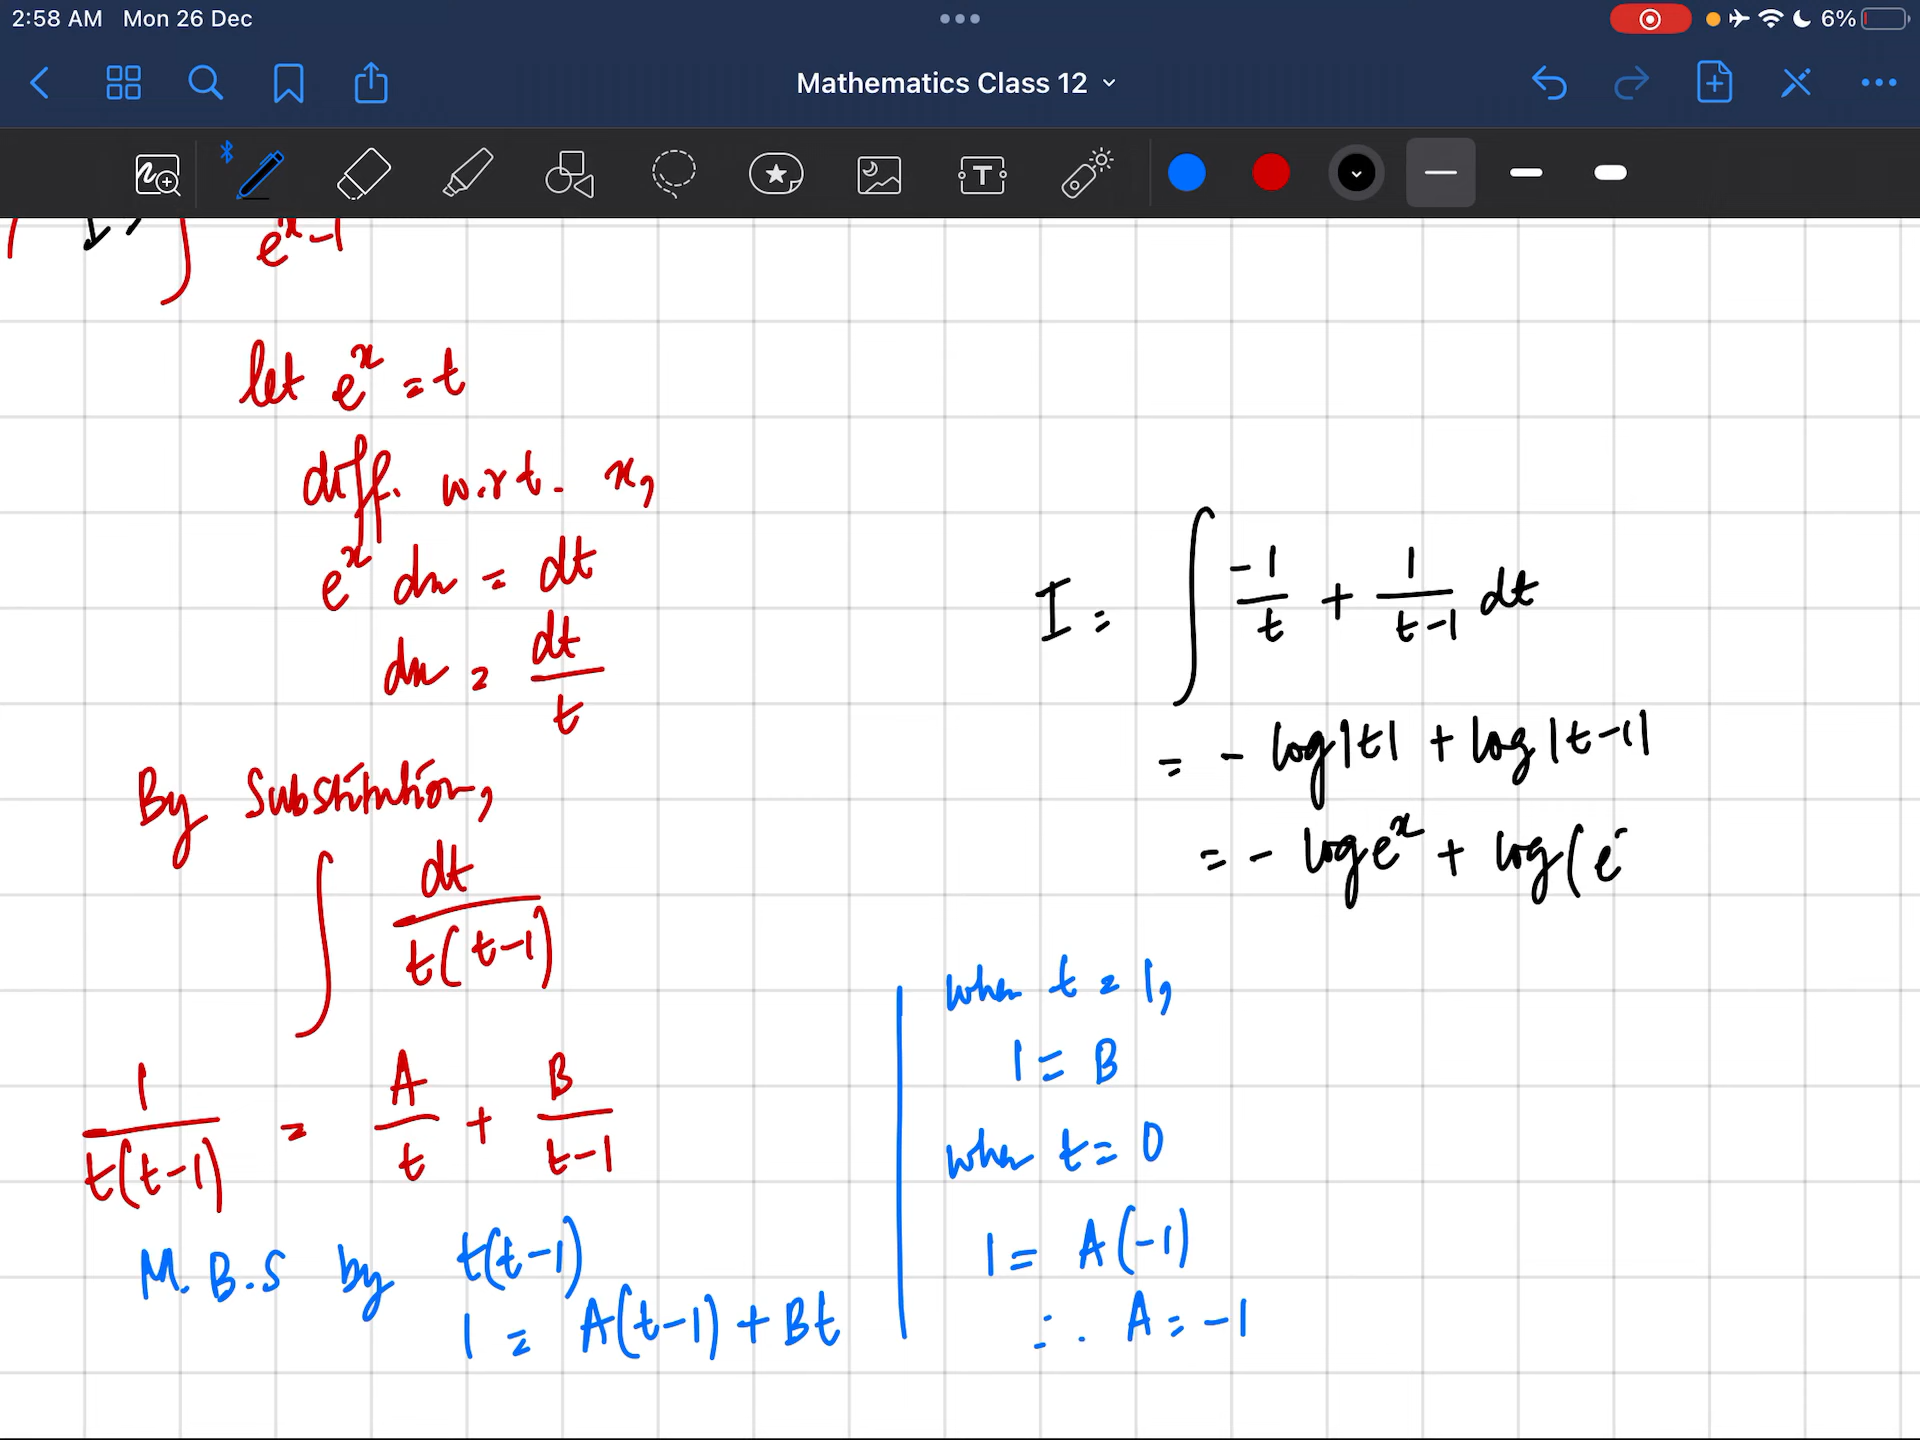 2:58 AM Mon 26 Dec
6%
Mathematics Class 12
T
I
e^x-1
let e^x = t
diff. w.r.t. x,
e^x dx = dt
dx = dt/t
By Substitution,
∫ dt/t(t-1)
1/t(t-1) = A/t + B/t-1
M.B.S by t(t-1)
1 = A(t-1) + Bt
I = ∫ -1/t + 1/t-1 dt
= - log|t| + log|t-1|
= - log e^x + log(e
when t = 1,
1 = B
when t = 0
1 = A(-1)
∴ A = -1